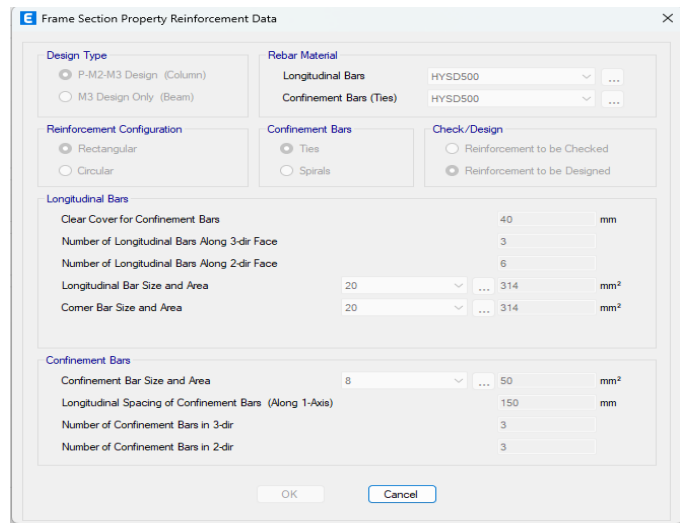 E Frame Section Property Reinforcement Data
Design Type
P-M2-M3 Design (Column)
M3 Design Only (Beam)
Rebar Material
Longitudinal Bars HYSD500 ...
Confinement Bars (Ties) HYSD500 ...
Reinforcement Configuration
Rectangular
Circular
Confinement Bars
Ties
Spirals
Check/Design
Reinforcement to be Checked
Reinforcement to be Designed
Longitudinal Bars
Clear Cover for Confinement Bars 40 mm
Number of Longitudinal Bars Along 3-dir Face 3
Number of Longitudinal Bars Along 2-dir Face 6
Longitudinal Bar Size and Area 20 ... 314 mm²
Corner Bar Size and Area 20 ... 314 mm²
Confinement Bars
Confinement Bar Size and Area 8 ... 50 mm²
Longitudinal Spacing of Confinement Bars (Along 1-Axis) 150 mm
Number of Confinement Bars in 3-dir 3
Number of Confinement Bars in 2-dir 3
OK Cancel